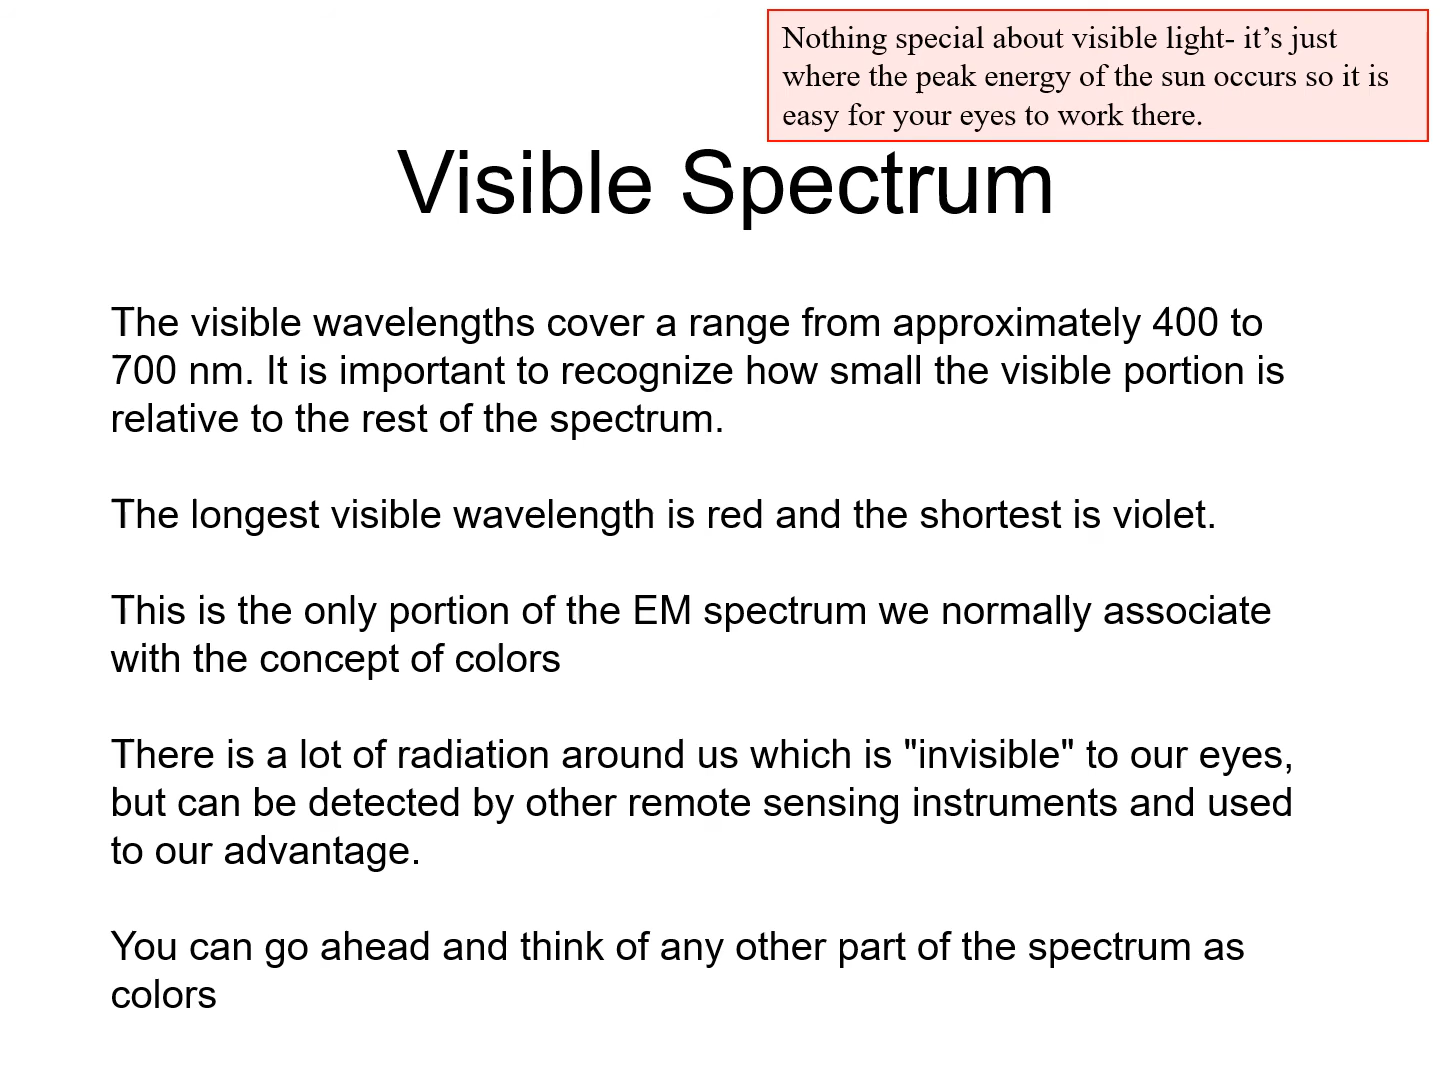 Nothing special about visible light- it’s just
where the peak energy of the sun occurs so it is
easy for your eyes to work there.
Visible Spectrum
The visible wavelengths cover a range from approximately 400 to
700 nm. It is important to recognize how small the visible portion is
relative to the rest of the spectrum.
The longest visible wavelength is red and the shortest is violet.
This is the only portion of the EM spectrum we normally associate
with the concept of colors
There is a lot of radiation around us which is "invisible" to our eyes,
but can be detected by other remote sensing instruments and used
to our advantage.
You can go ahead and think of any other part of the spectrum as
colors